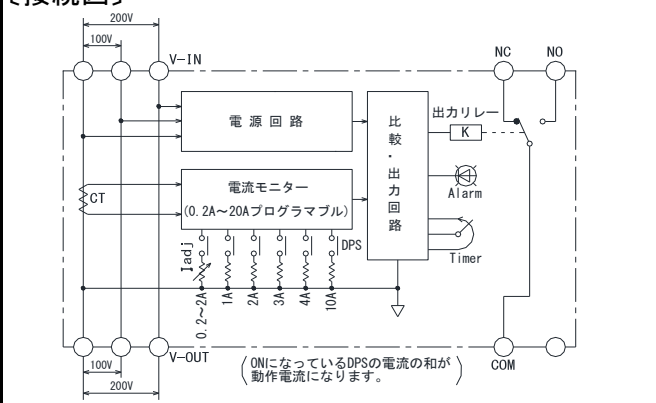 200V
100V
V-IN
NC
NO
電源回路
比較・出力回路
出力リレー
K
CT
電流モニター
(0.2A～20Aプログラマブル)
Alarm
Iadj
DPS
Timer
0.2～2A
1A
2A
3A
4A
10A
100V
200V
V-OUT
(ONになっているDPSの電流の和が
動作電流になります。)
COM